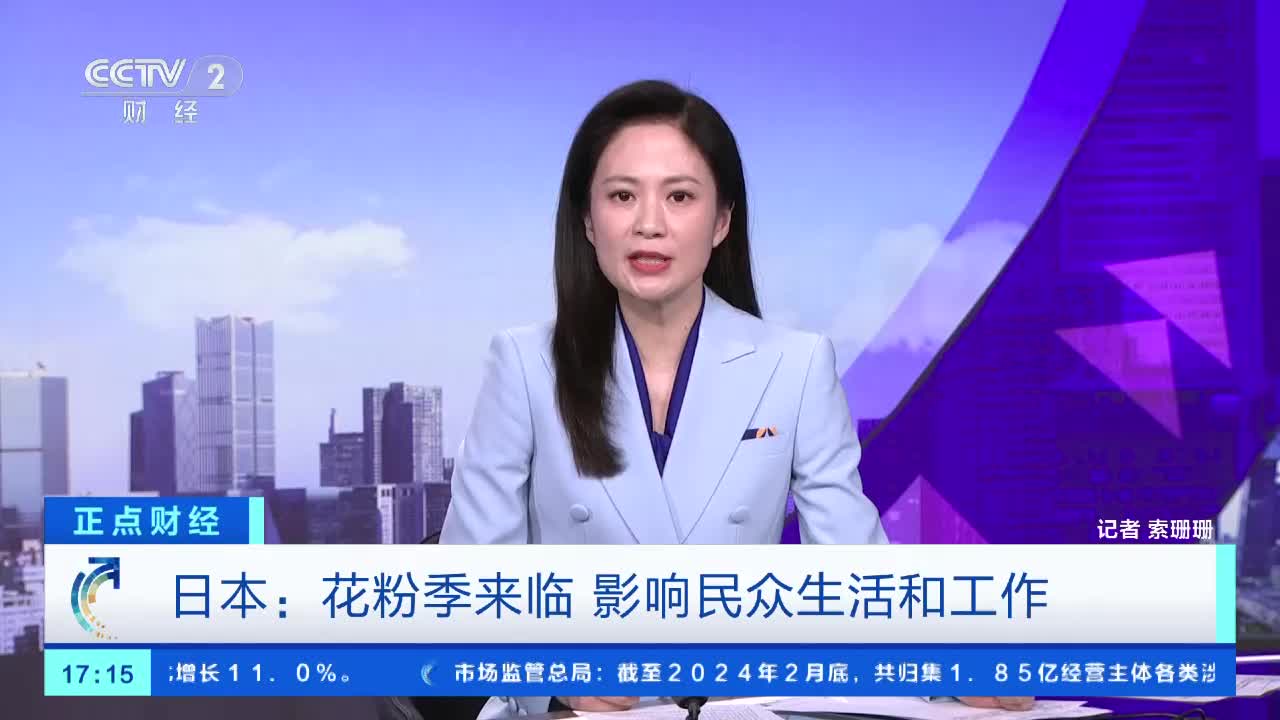 CCTV 2
财 经
正点财经
记者 索珊珊
日本：花粉季来临 影响民众生活和工作
17:15
增长11.0%。 市场监管总局：截至2024年2月底，共归集1.85亿经营主体各类涉